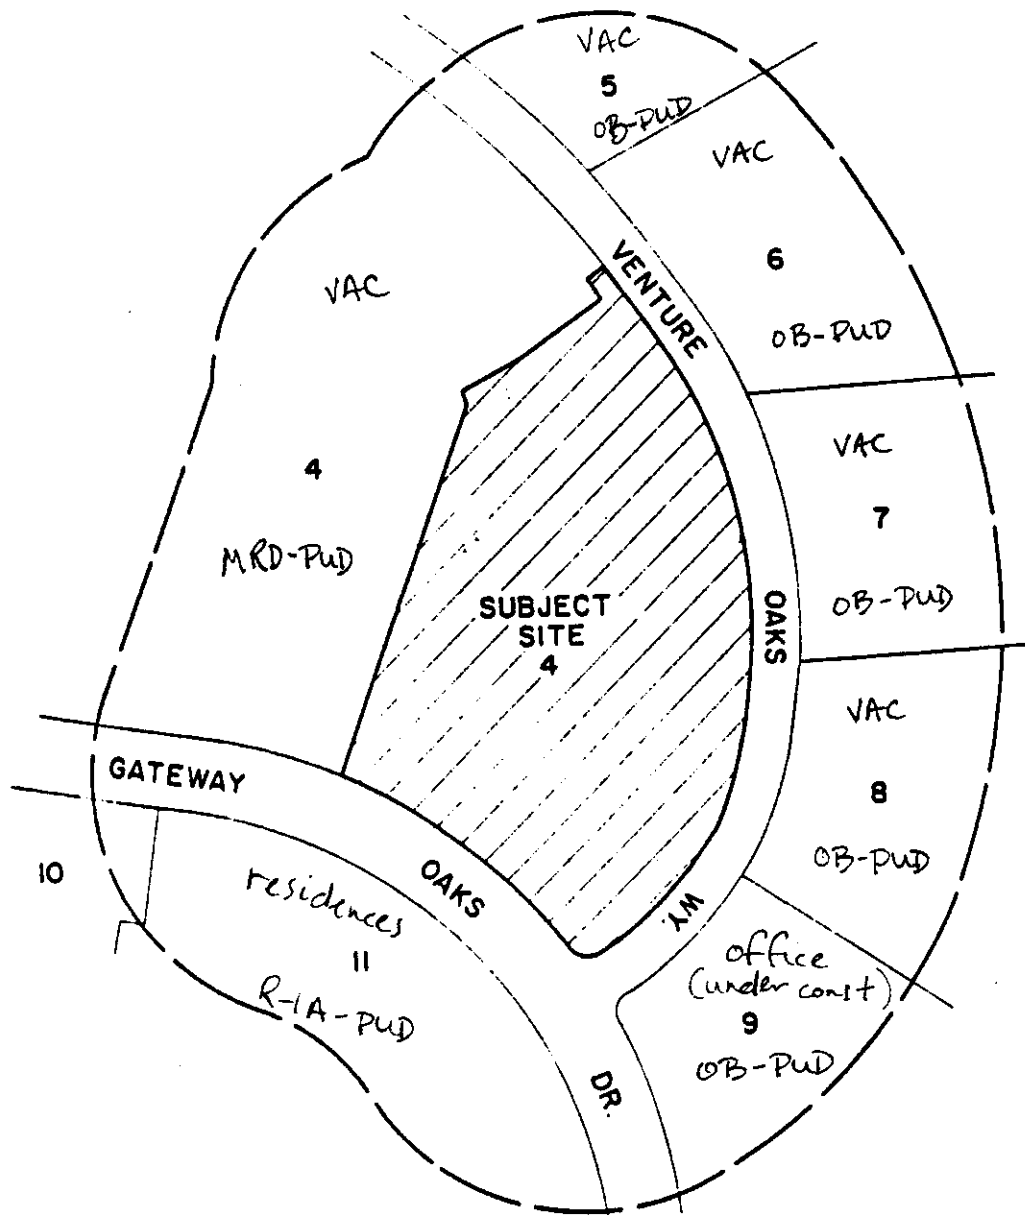 VAC
5
OB-PUD
VAC
6
OB-PUD
VENTURE
OAKS
WY.
VAC
4
MRD-PUD
SUBJECT
SITE
4
VAC
7
OB-PUD
VAC
8
OB-PUD
GATEWAY
OAKS
DR.
10
residences
11
R-1A-PUD
office
(under const)
9
OB-PUD